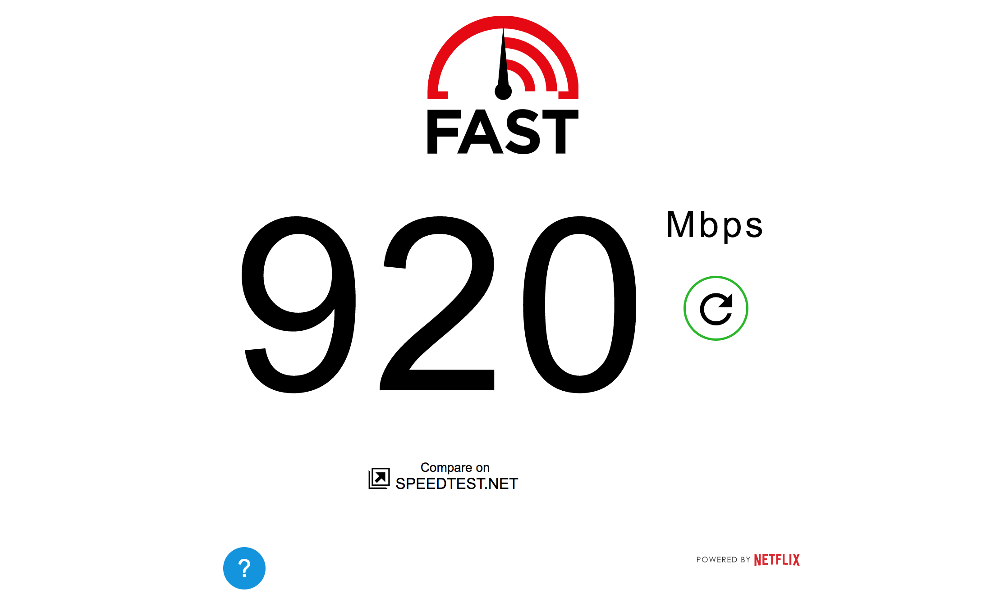 FAST
920
Mbps
Compare on
SPEEDTEST.NET
?
POWERED BY NETFLIX